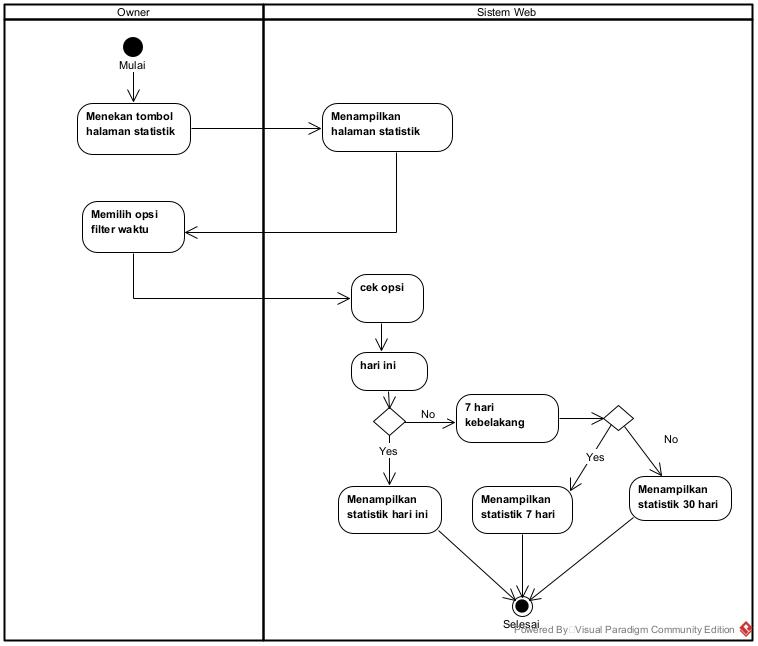 Owner
Sistem Web
Mulai
Menekan tombol
halaman statistik
Menampilkan
halaman statistik
Memilih opsi
filter waktu
cek opsi
hari ini
No
7 hari
kebelakang
No
Yes
Yes
Menampilkan
statistik hari ini
Menampilkan
statistik 7 hari
Menampilkan
statistik 30 hari
Selesai
Powered By Visual Paradigm Community Edition